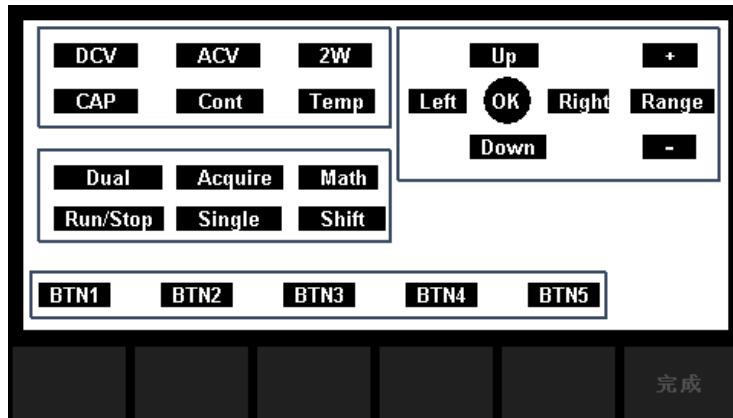 DCV ACV 2W
CAP Cont Temp
Up +
Left OK Right Range
Down -
Dual Acquire Math
Run/Stop Single Shift
BTN1 BTN2 BTN3 BTN4 BTN5
完成